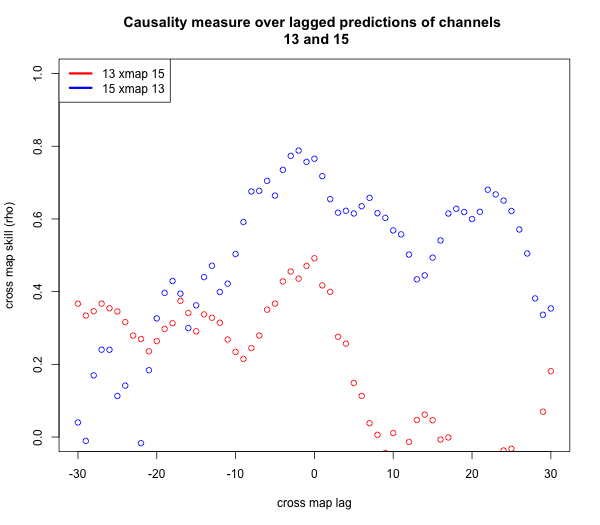 Causality measure over lagged predictions of channels
13 and 15
13 xmap 15
15 xmap 13
cross map skill (rho)
1.0
0.8
0.6
0.4
0.2
0.0
-30 -20 -10 0 10 20 30
cross map lag